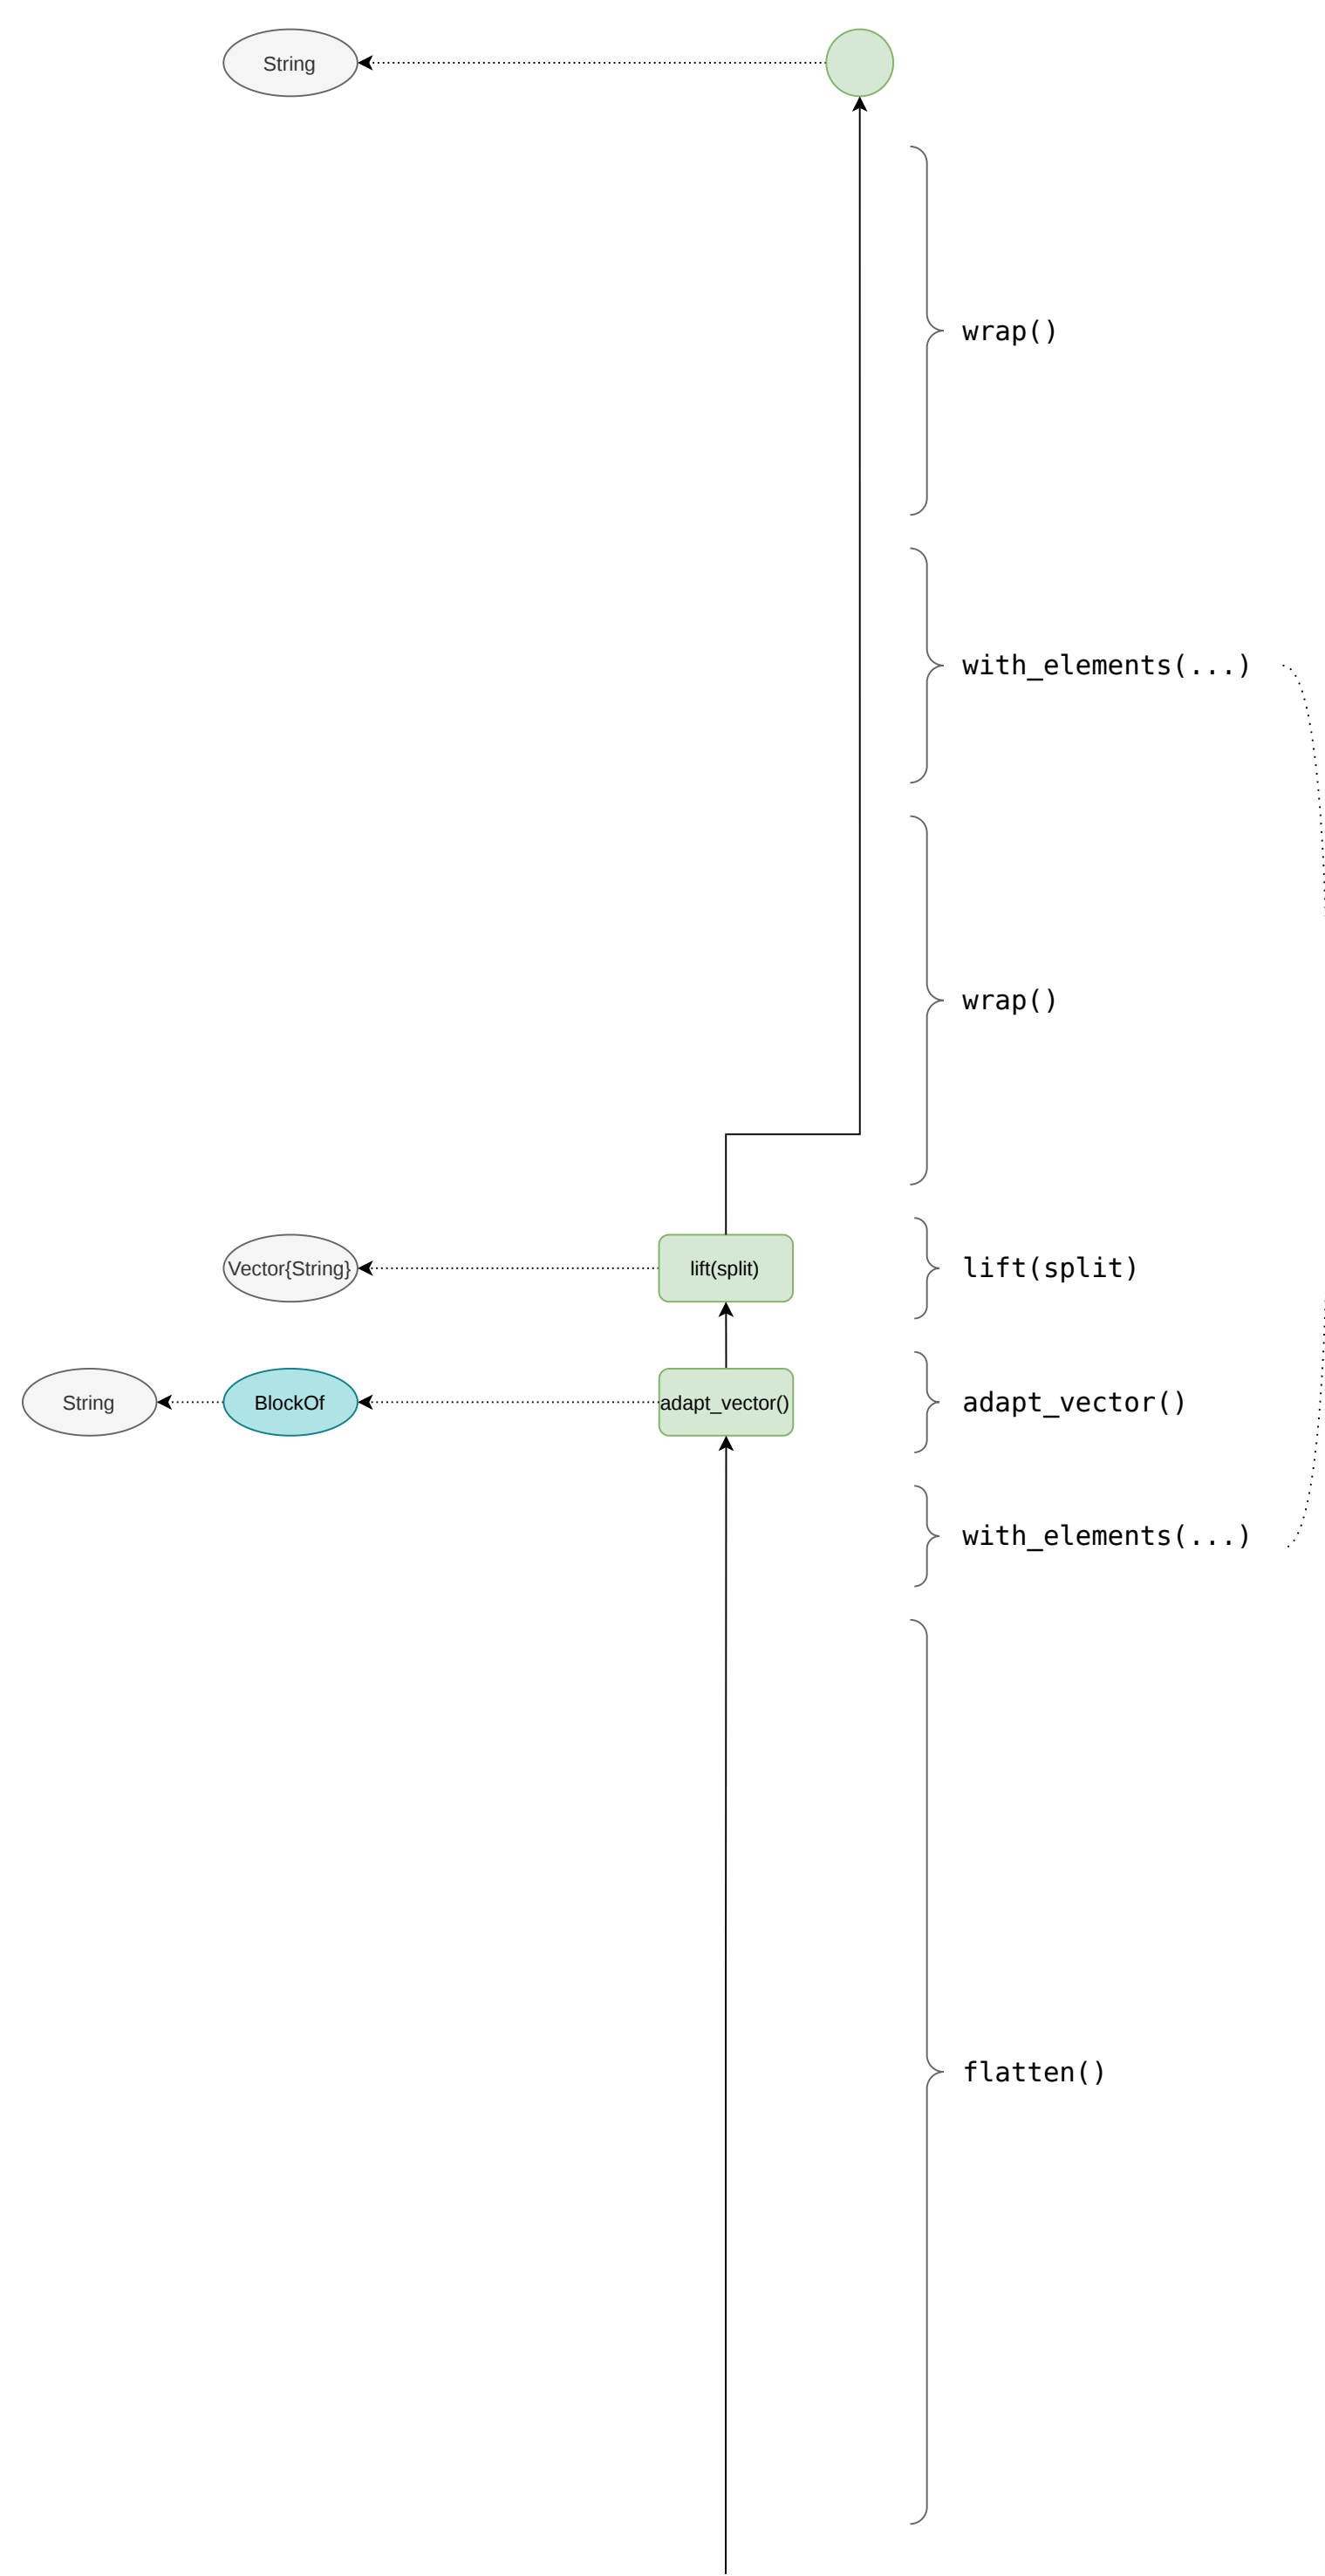 String
wrap()
with_elements(...)
wrap()
Vector{String}
lift(split)
lift(split)
String
BlockOf
adapt_vector()
adapt_vector()
with_elements(...)
flatten()